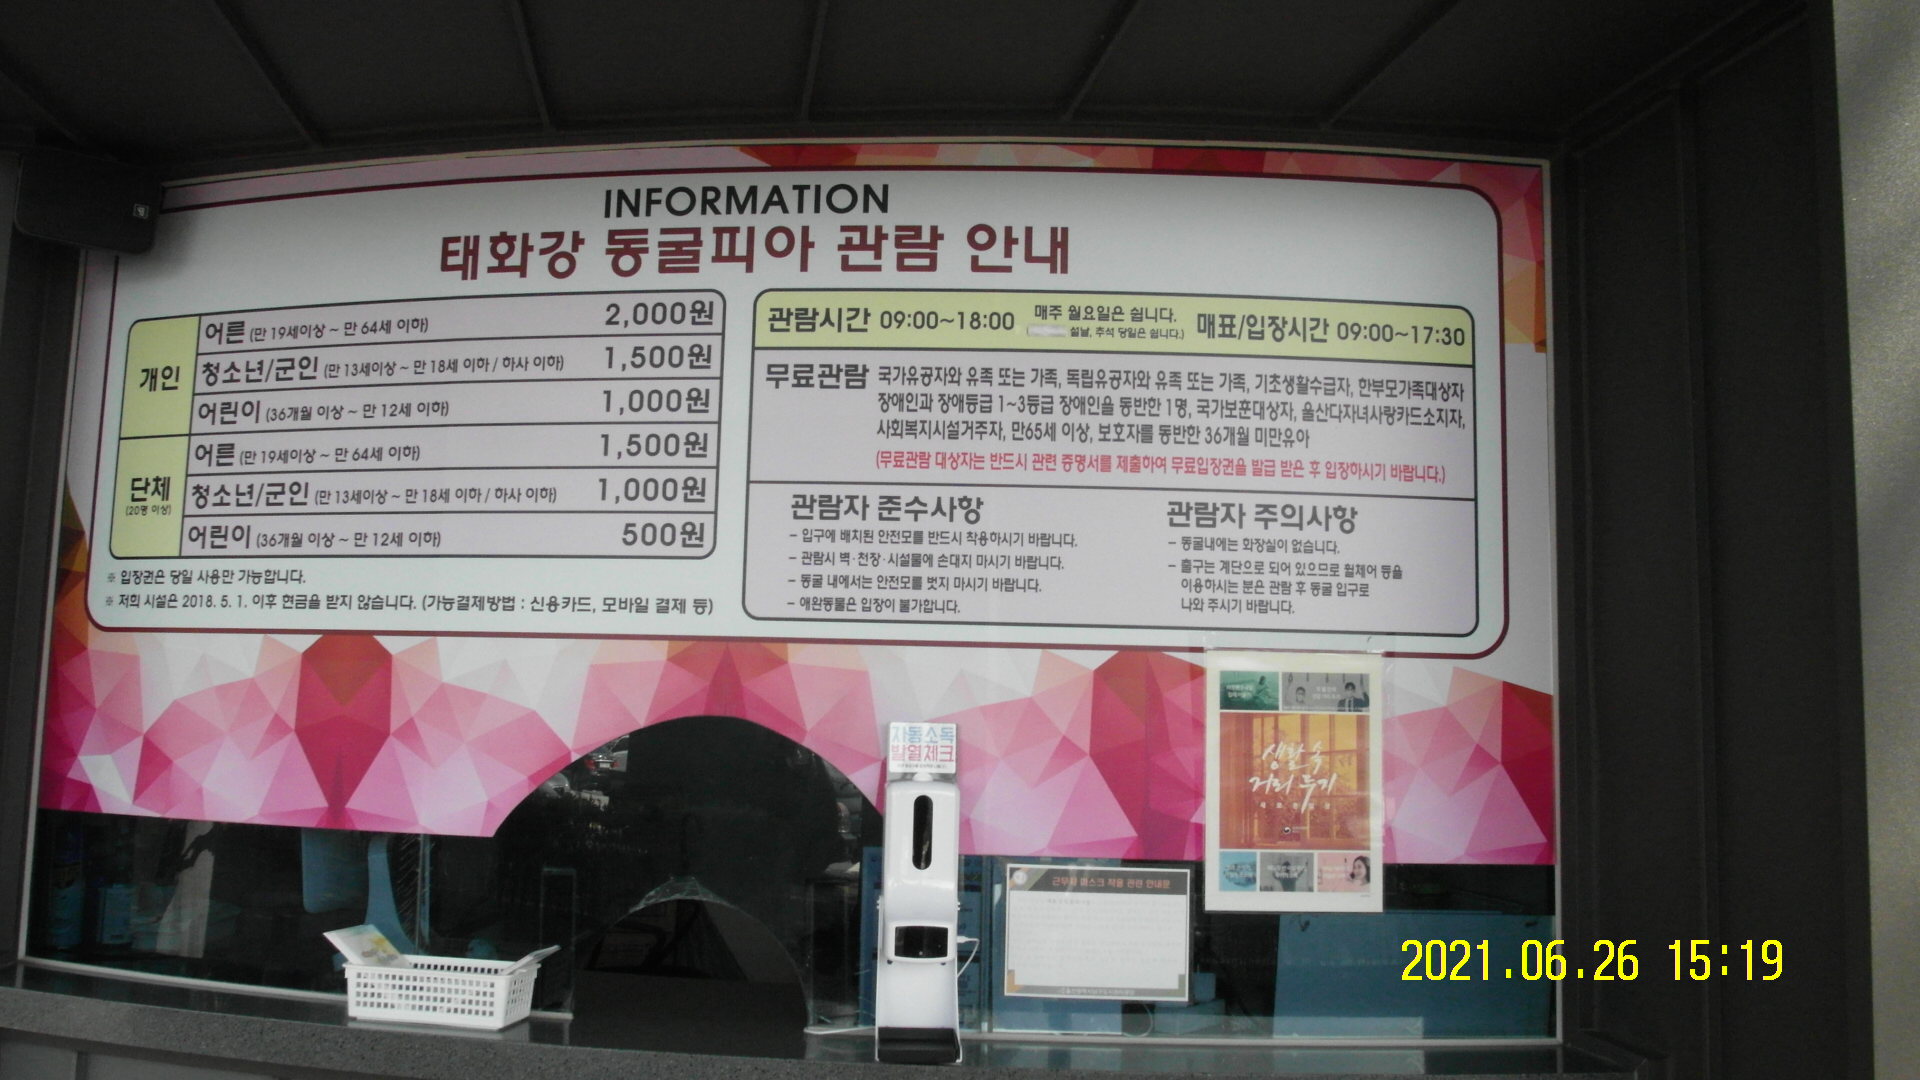 INFORMATION
태화강 동굴피아 관람 안내
개인
어른 (만 19세이상 ~ 만 64세 이하) 2,000원
청소년/군인 (만 13세이상 ~ 만 18세 이하 / 하사 이하) 1,500원
어린이 (36개월 이상 ~ 만 12세 이하) 1,000원
단체
(20명 이상)
어른 (만 19세이상 ~ 만 64세 이하) 1,500원
청소년/군인 (만 13세이상 ~ 만 18세 이하 / 하사 이하) 1,000원
어린이 (36개월 이상 ~ 만 12세 이하) 500원
※ 입장권은 당일 사용만 가능합니다.
※ 저희 시설은 2018. 5. 1. 이후 현금을 받지 않습니다. (가능결제방법 : 신용카드, 모바일 결제 등)
관람시간 09:00~18:00
매주 월요일은 쉽니다.
설날, 추석 당일은 쉽니다.)
매표/입장시간 09:00~17:30
무료관람
국가유공자와 유족 또는 가족, 독립유공자와 유족 또는 가족, 기초생활수급자, 한부모가족대상자
장애인과 장애등급 1~3등급 장애인을 동반한 1명, 국가보훈대상자, 울산다자녀사랑카드소지자,
사회복지시설거주자, 만65세 이상, 보호자를 동반한 36개월 미만유아
(무료관람 대상자는 반드시 관련 증명서를 제출하여 무료입장권을 발급 받은 후 입장하시기 바랍니다.)
관람자 준수사항
- 입구에 배치된 안전모를 반드시 착용하시기 바랍니다.
- 관람시 벽·천장·시설물에 손대지 마시기 바랍니다.
- 동굴 내에서는 안전모를 벗지 마시기 바랍니다.
- 애완동물은 입장이 불가합니다.
관람자 주의사항
- 동굴내에는 화장실이 없습니다.
- 출구는 계단으로 되어 있으므로 휠체어 등을
이용하시는 분은 관람 후 동굴 입구로
나와 주시기 바랍니다.
자동소독
발열체크
생활 속
거리 두기
근무자 마스크 착용 관련 안내문
2021.06.26 15:19